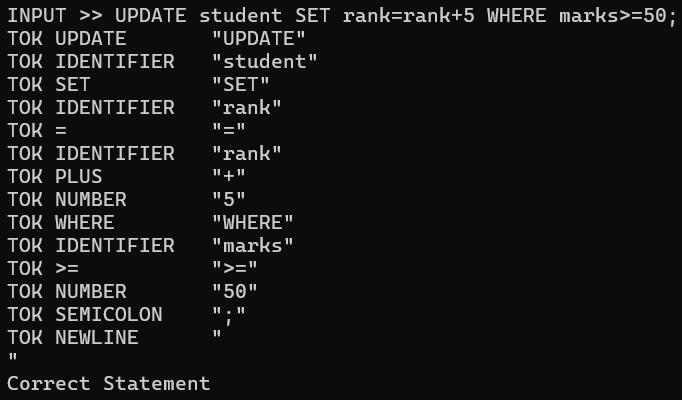 INPUT >> UPDATE student SET rank=rank+5 WHERE marks>=50;
TOK UPDATE       "UPDATE"
TOK IDENTIFIER   "student"
TOK SET          "SET"
TOK IDENTIFIER   "rank"
TOK =            "="
TOK IDENTIFIER   "rank"
TOK PLUS         "+"
TOK NUMBER       "5"
TOK WHERE        "WHERE"
TOK IDENTIFIER   "marks"
TOK >=           ">="
TOK NUMBER       "50"
TOK SEMICOLON    ";"
TOK NEWLINE      "
"
Correct Statement